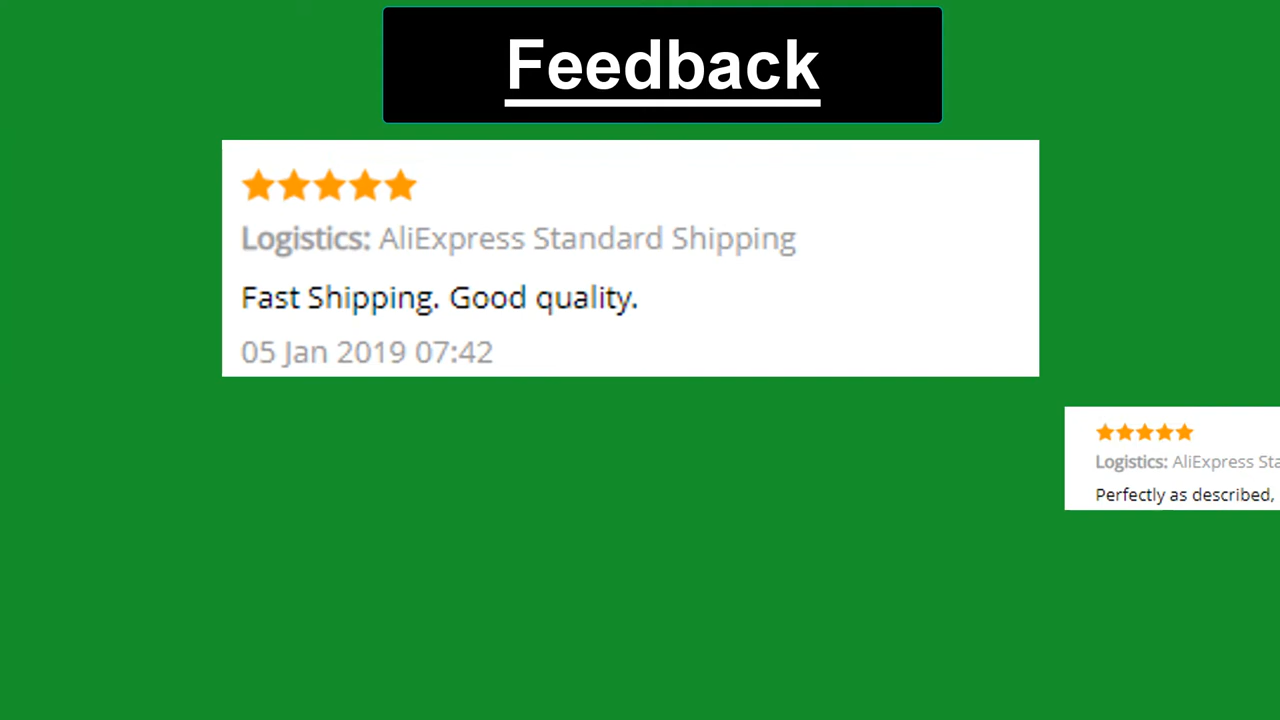 Feedback
Logistics: AliExpress Standard Shipping
Fast Shipping. Good quality.
05 Jan 2019 07:42
Logistics: AliExpress
Perfectly as described,